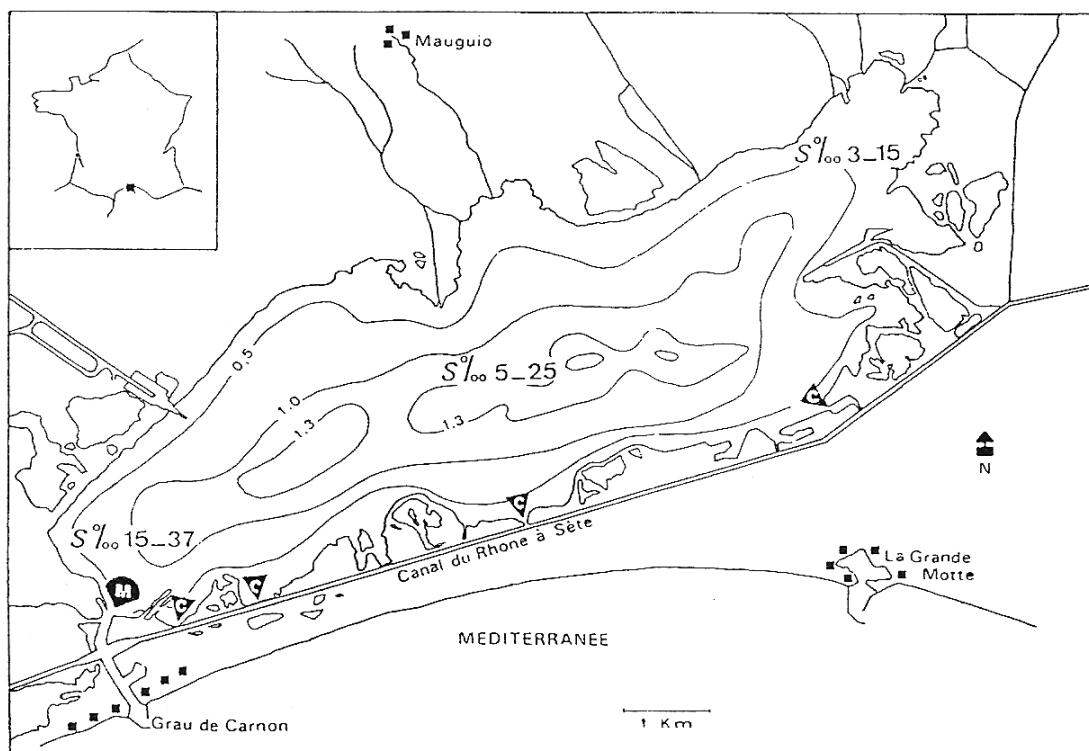 Mauguio
S‰ 3_15
0.5
S‰ 5_25
1.0
1.3
1.3
C
N
C
S‰ 15_37
Canal du Rhone à Sète
La Grande
Motte
M
C
C
MEDITERRANEE
Grau de Carnon
1 Km